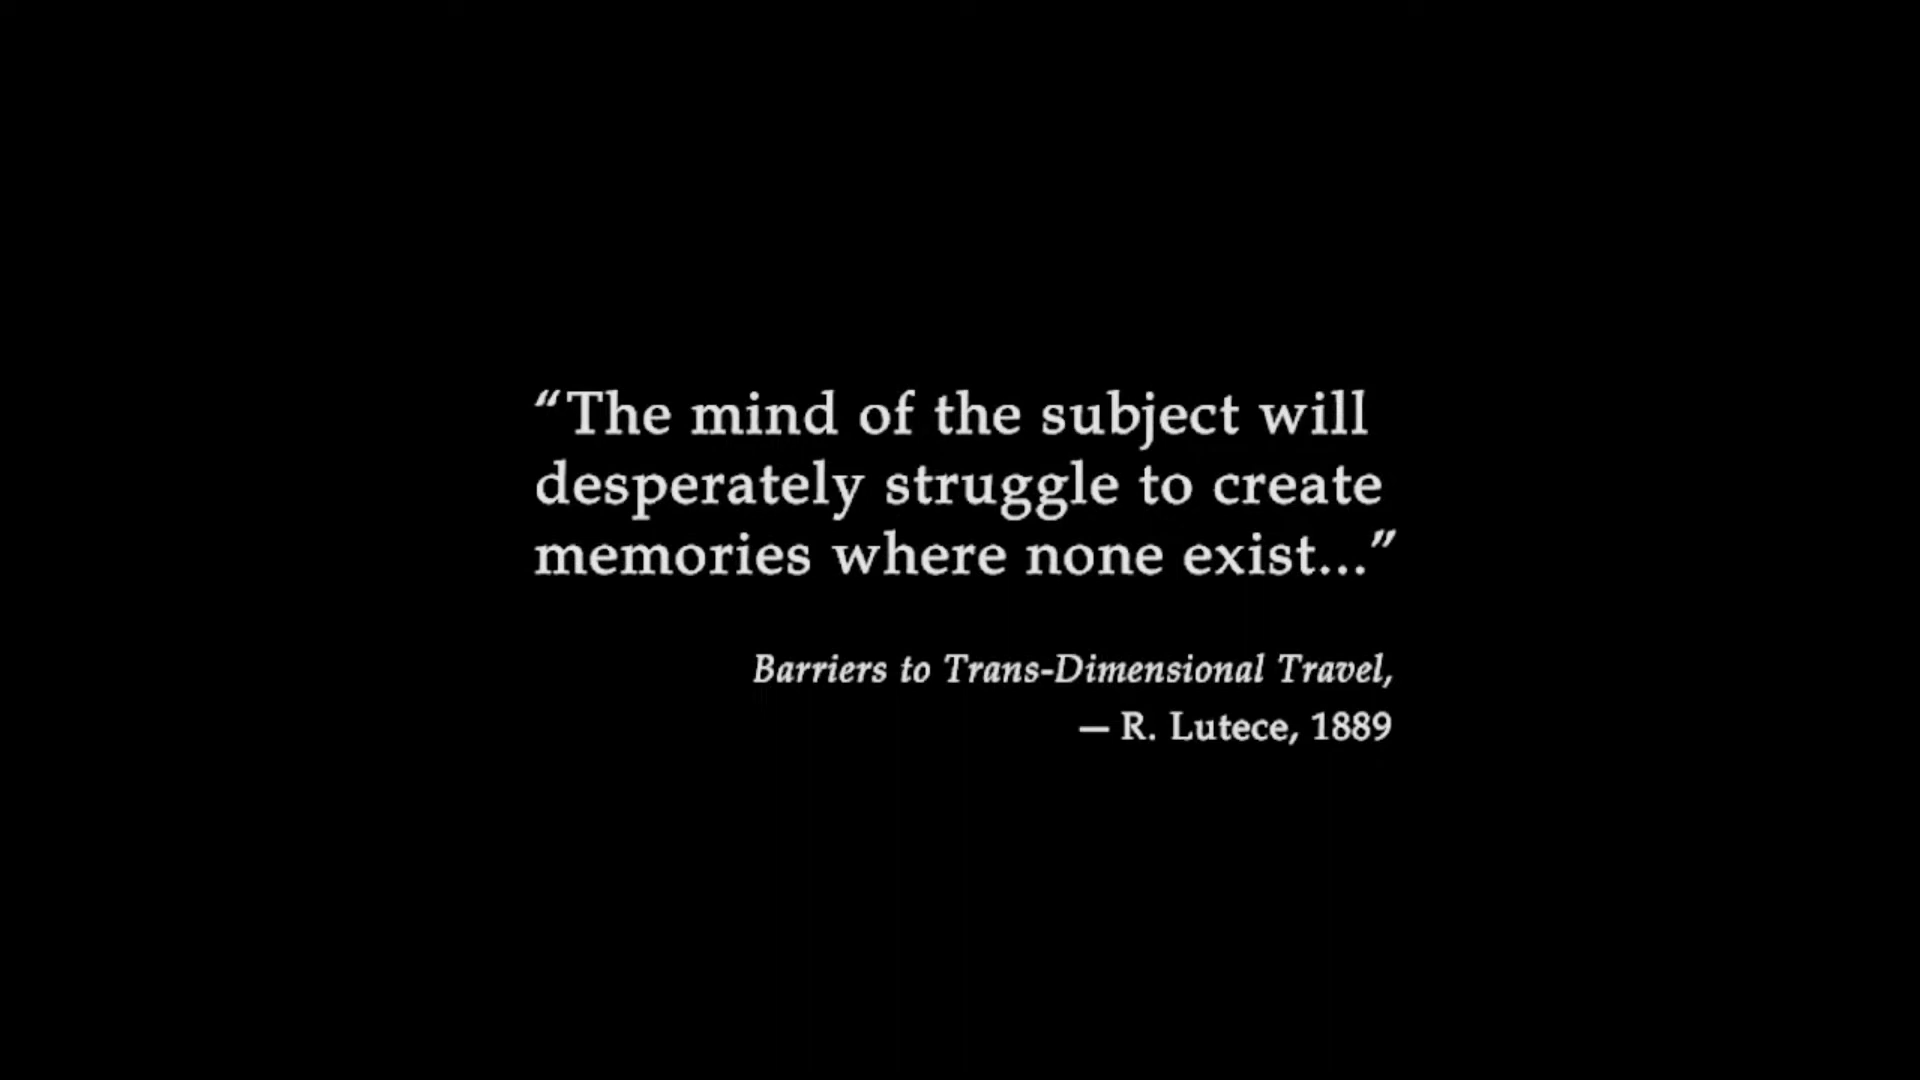 “The mind of the subject will
desperately struggle to create
memories where none exist...”
Barriers to Trans-Dimensional Travel,
— R. Lutece, 1889